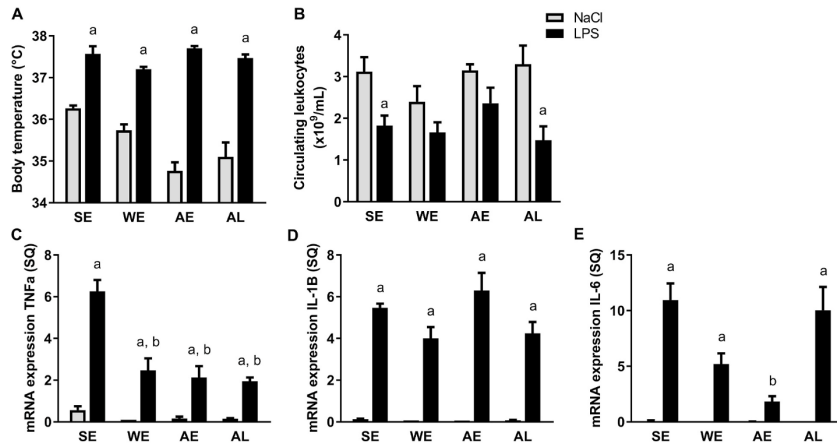 A
Body temperature (°C)
38
37
36
35
34
a
a
a
a
SE
WE
AE
AL
B
Circulating leukocytes
(x10⁹/mL)
4
3
2
1
0
a
a
SE
WE
AE
AL
NaCl
LPS
C
mRNA expression TNFa (SQ)
8
6
4
2
0
a
a, b
a, b
a, b
SE
WE
AE
AL
D
mRNA expression IL-1B (SQ)
8
6
4
2
0
a
a
a
a
SE
WE
AE
AL
E
mRNA expression IL-6 (SQ)
15
10
5
0
a
a
b
a
SE
WE
AE
AL